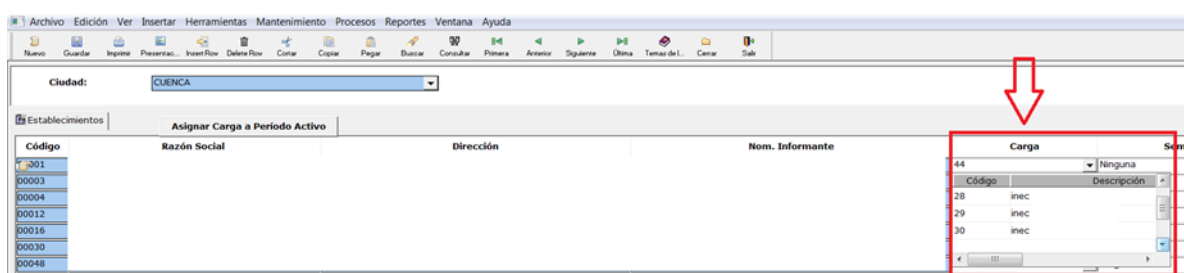 Archivo Edición Ver Insertar Herramientas Mantenimiento Procesos Reportes Ventana Ayuda
Nuevo Guardar Imprimir Presentac... Insert Row Delete Row Cortar Copiar Pegar Buscar Consultar Primera Anterior Siguiente Última Temas de l... Cerrar Salir
Ciudad: CUENCA
Establecimientos Asignar Carga a Período Activo
Código Razón Social Dirección Nom. Informante Carga Sem
001 44 Ninguna
00003 Código Descripción
00004 28 inec
00012 29 inec
00016 30 inec
00030
00048